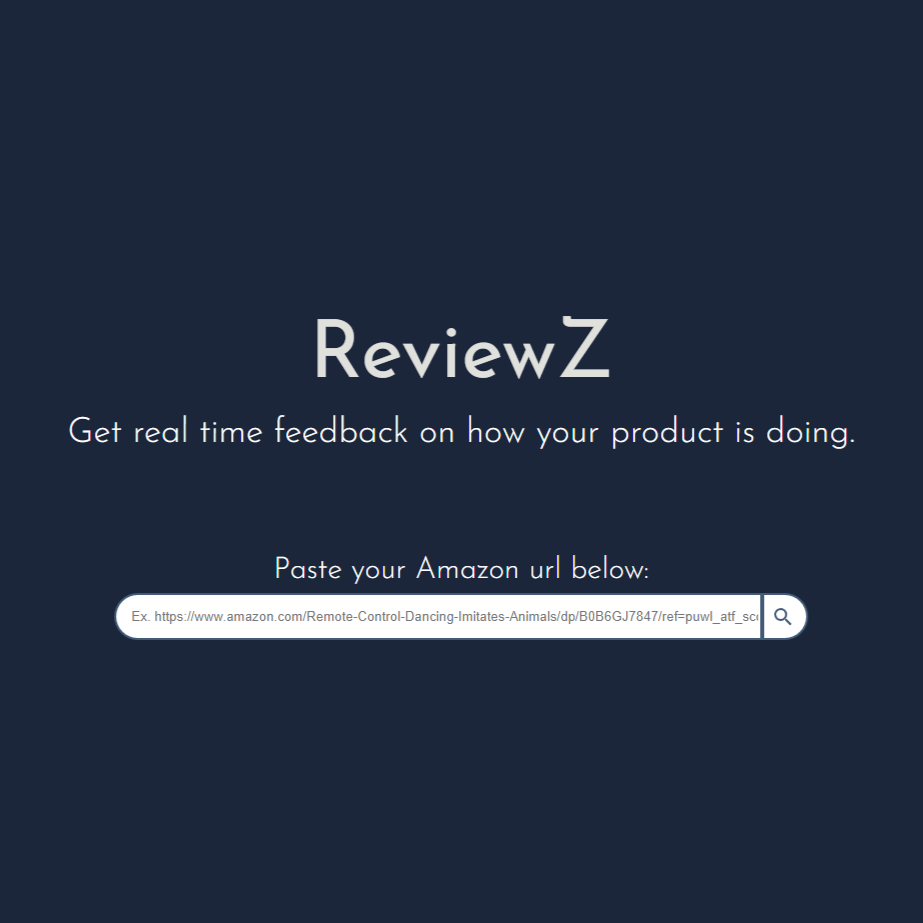 ReviewZ
Get real time feedback on how your product is doing.
Paste your Amazon url below:
Ex. https://www.amazon.com/Remote-Control-Dancing-Imitates-Animals/dp/B0B6GJ7847/ref=puwl_atf_sc